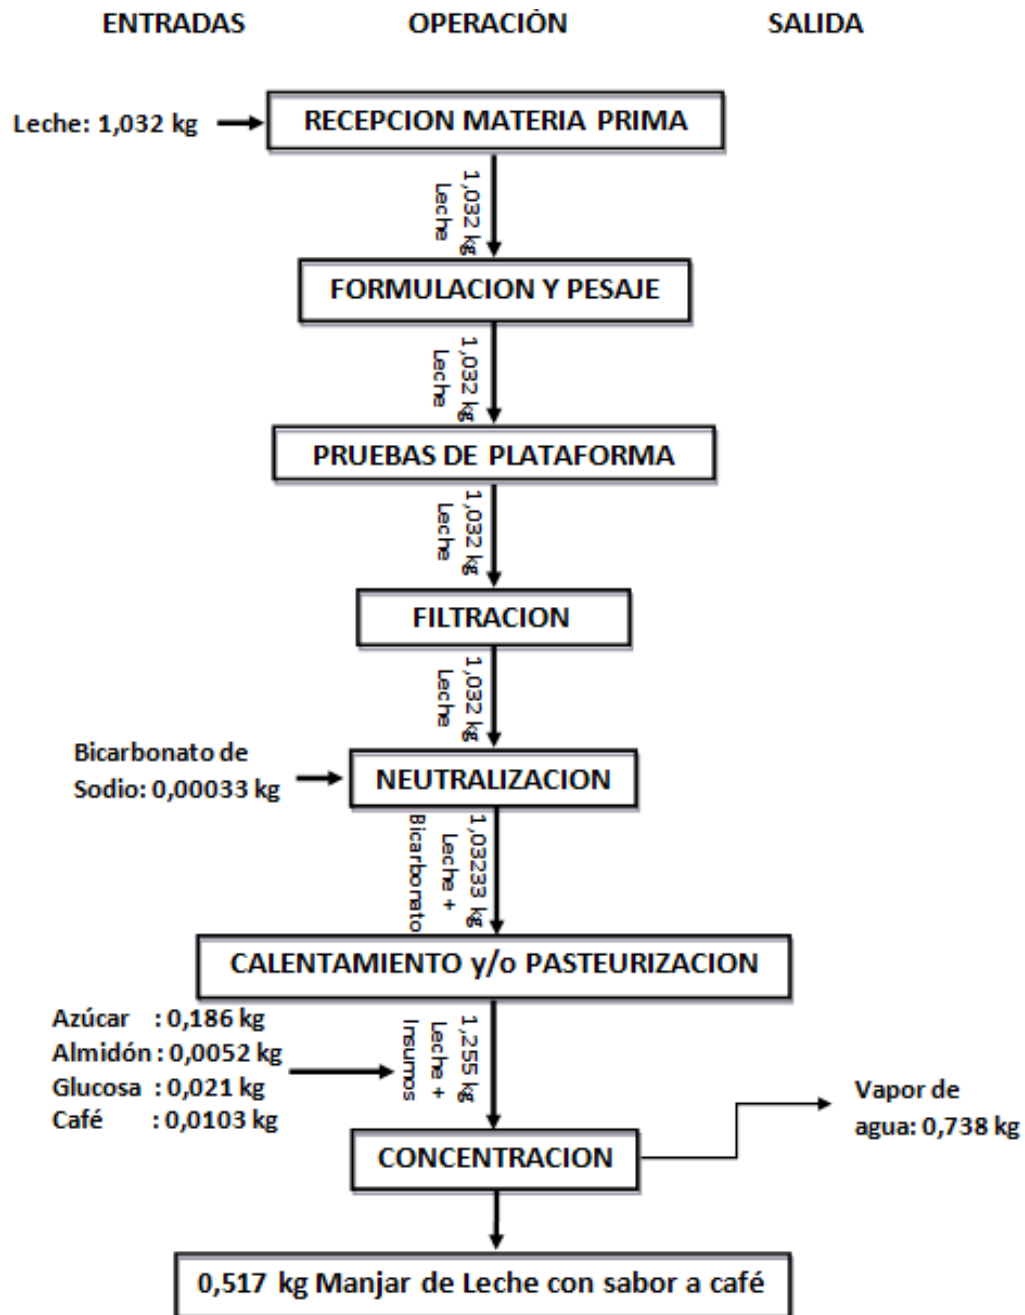 ENTRADAS OPERACIÓN SALIDA
Leche: 1,032 kg
RECEPCION MATERIA PRIMA
1,032 kg
Leche
FORMULACION Y PESAJE
1,032 kg
Leche
PRUEBAS DE PLATAFORMA
1,032 kg
Leche
FILTRACION
1,032 kg
Leche
Bicarbonato de
Sodio: 0,00033 kg
NEUTRALIZACION
1,03233 kg
Leche +
Bicarbonato
CALENTAMIENTO y/o PASTEURIZACION
Azúcar : 0,186 kg
Almidón : 0,0052 kg
Glucosa : 0,021 kg
Café : 0,0103 kg
1,255 kg
Leche +
Insumos
CONCENTRACION
Vapor de
agua: 0,738 kg
0,517 kg Manjar de Leche con sabor a café